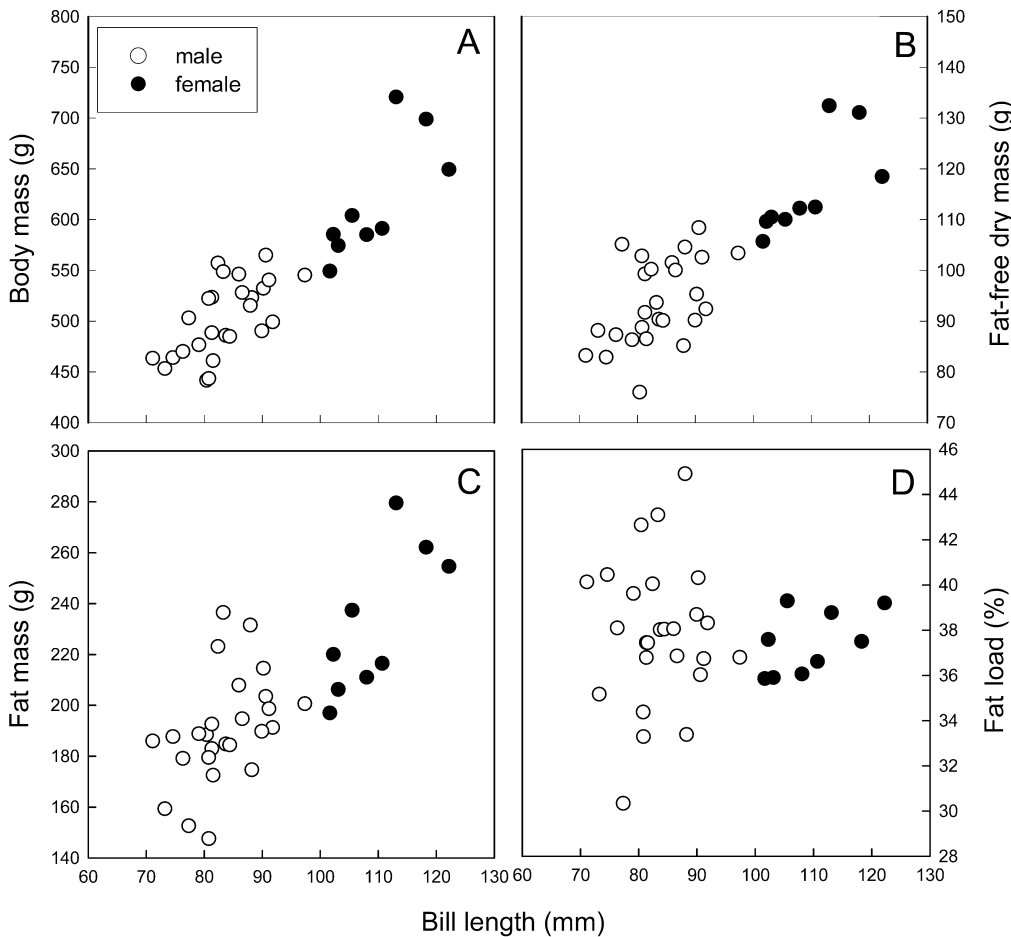 800
750
700
650
600
550
500
450
400
Body mass (g)
male
female
A
B
150
140
130
120
110
100
90
80
70
Fat-free dry mass (g)
300
280
260
240
220
200
180
160
140
Fat mass (g)
C
60 70 80 90 100 110 120 130
D
46
44
42
40
38
36
34
32
30
28
Fat load (%)
60 70 80 90 100 110 120 130
Bill length (mm)